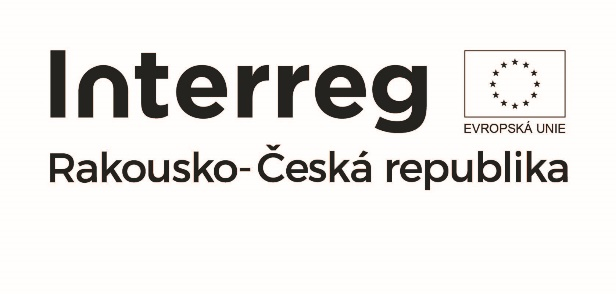 Interreg
EVROPSKÁ UNIE
Rakousko-Česká republika